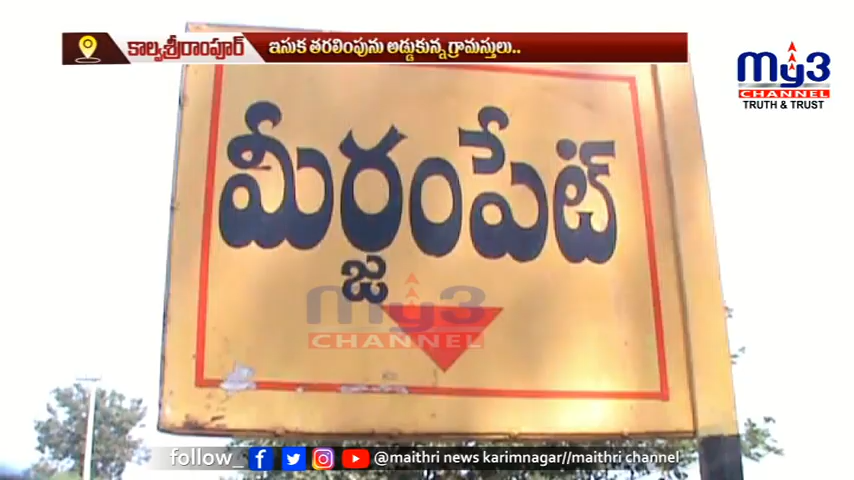 కాల్వశ్రీరాంపూర్ ఇసుక తరలింపును అడ్డుకున్న గ్రామస్తులు..
My3
CHANNEL
TRUTH & TRUST
మీర్జంపేట్
My3
CHANNEL
follow_ @maithri news karimnagar//maithri channel